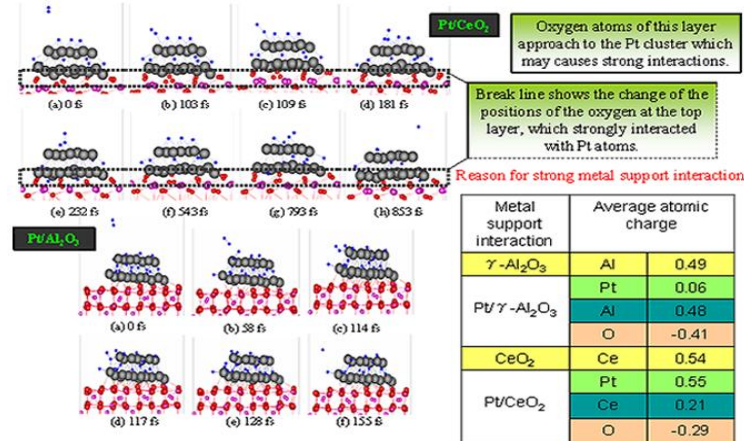 Pt/CeO₂
Oxygen atoms of this layer
approach to the Pt cluster which
may causes strong interactions.
(a) 0 fs
(b) 103 fs
(c) 109 fs
(d) 181 fs
Break line shows the change of the
positions of the oxygen at the top
layer, which strongly interacted
with Pt atoms.
Reason for strong metal support interaction
(e) 232 fs
(f) 543 fs
(g) 793 fs
(h) 853 fs
Pt/Al₂O₃
(a) 0 fs
(b) 58 fs
(c) 114 fs
(d) 117 fs
(e) 128 fs
(f) 155 fs
Metal
support
interaction
Average atomic
charge
γ-Al₂O₃ Al 0.49
Pt/γ-Al₂O₃
Pt 0.06
Al 0.48
O -0.41
CeO₂ Ce 0.54
Pt/CeO₂
Pt 0.55
Ce 0.21
O -0.29